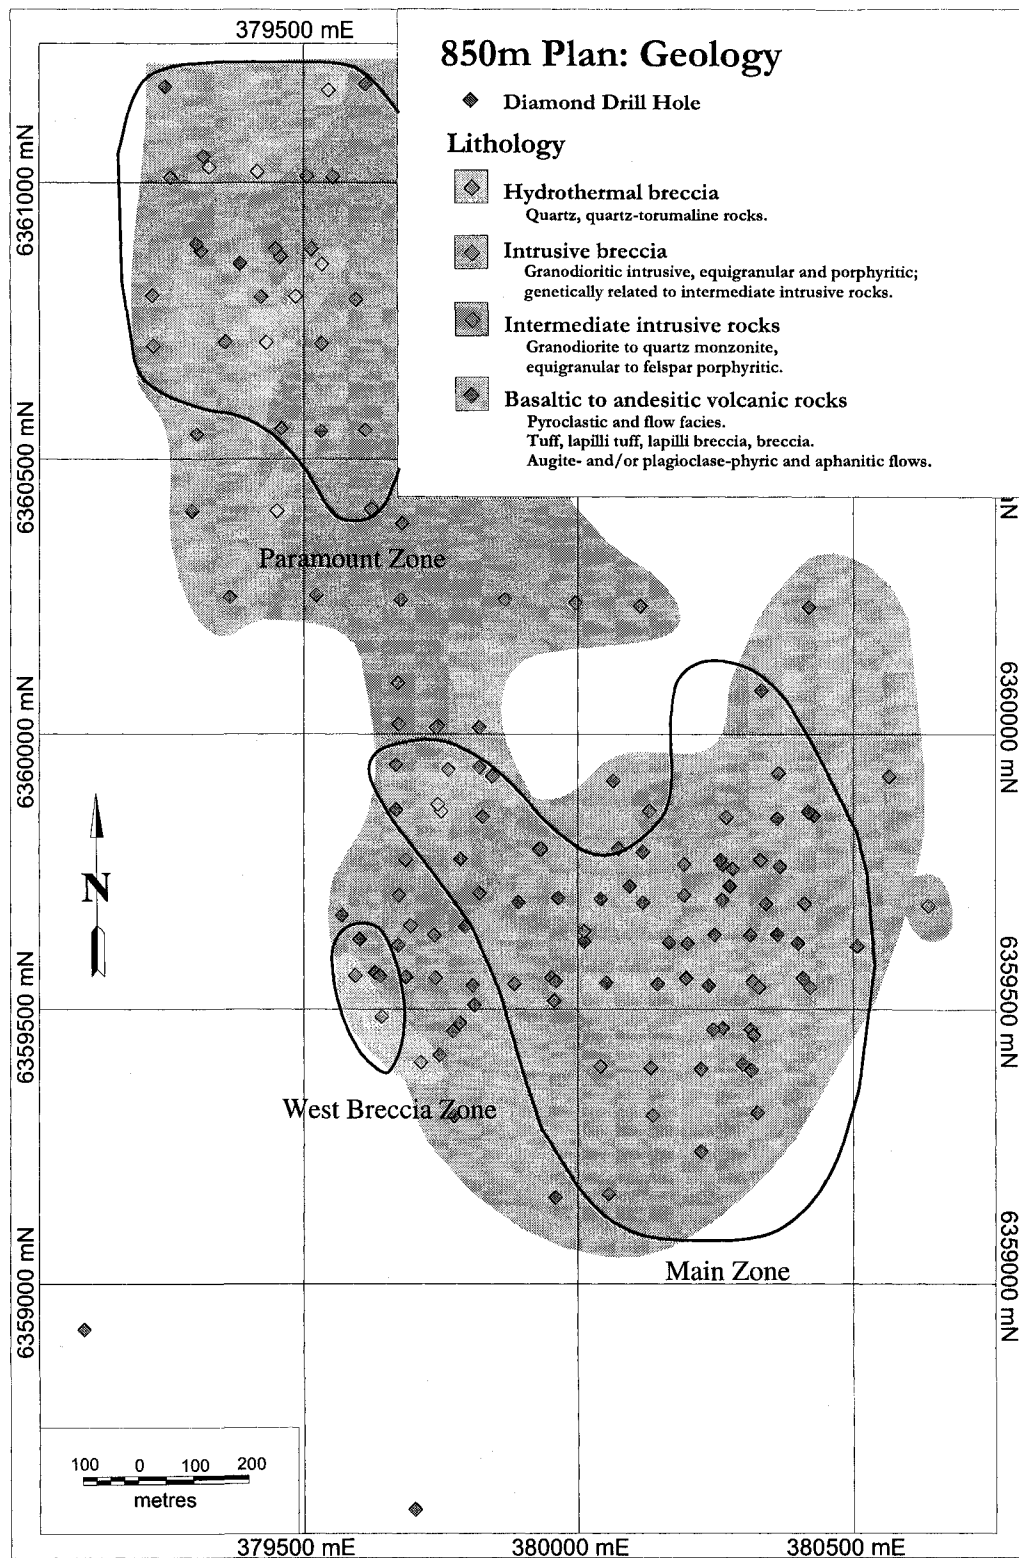 379500 mE
850m Plan: Geology
Diamond Drill Hole
Lithology
Hydrothermal breccia
Quartz, quartz-torumaline rocks.
Intrusive breccia
Granodioritic intrusive, equigranular and porphyritic;
genetically related to intermediate intrusive rocks.
Intermediate intrusive rocks
Granodiorite to quartz monzonite,
equigranular to felspar porphyritic.
Basaltic to andesitic volcanic rocks
Pyroclastic and flow facies.
Tuff, lapilli tuff, lapilli breccia, breccia.
Augite- and/or plagioclase-phyric and aphanitic flows.
6361000 mN
6360500 mN
N
Paramount Zone
6360000 mN
6360000 mN
N
6359500 mN
6359500 mN
West Breccia Zone
Main Zone
6359000 mN
6359000 mN
100 0 100 200
metres
379500 mE
380000 mE
380500 mE